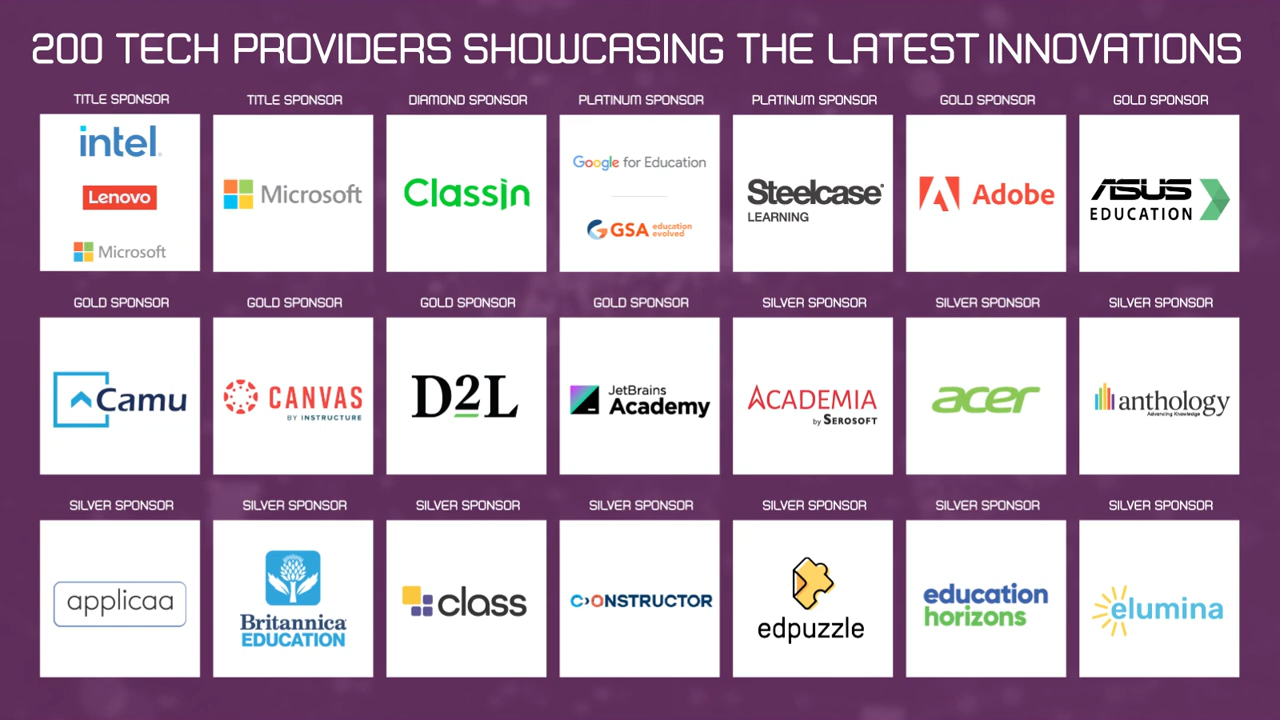 200 TECH PROVIDERS SHOWCASING THE LATEST INNOVATIONS
TITLE SPONSOR
intel
Lenovo
Microsoft
TITLE SPONSOR
Microsoft
DIAMOND SPONSOR
ClassIn
PLATINUM SPONSOR
Google for Education
GSA education
evolved
PLATINUM SPONSOR
Steelcase
LEARNING
GOLD SPONSOR
Adobe
GOLD SPONSOR
ASUS
EDUCATION
GOLD SPONSOR
Camu
GOLD SPONSOR
CANVAS
BY INSTRUCTURE
GOLD SPONSOR
D2L
GOLD SPONSOR
JetBrains
Academy
SILVER SPONSOR
ACADEMIA
by SEROSOFT
SILVER SPONSOR
acer
SILVER SPONSOR
anthology
Advancing Knowledge
SILVER SPONSOR
applicaa
SILVER SPONSOR
Britannica
EDUCATION
SILVER SPONSOR
class
SILVER SPONSOR
CONSTRUCTOR
SILVER SPONSOR
edpuzzle
SILVER SPONSOR
education
horizons
SILVER SPONSOR
elumina